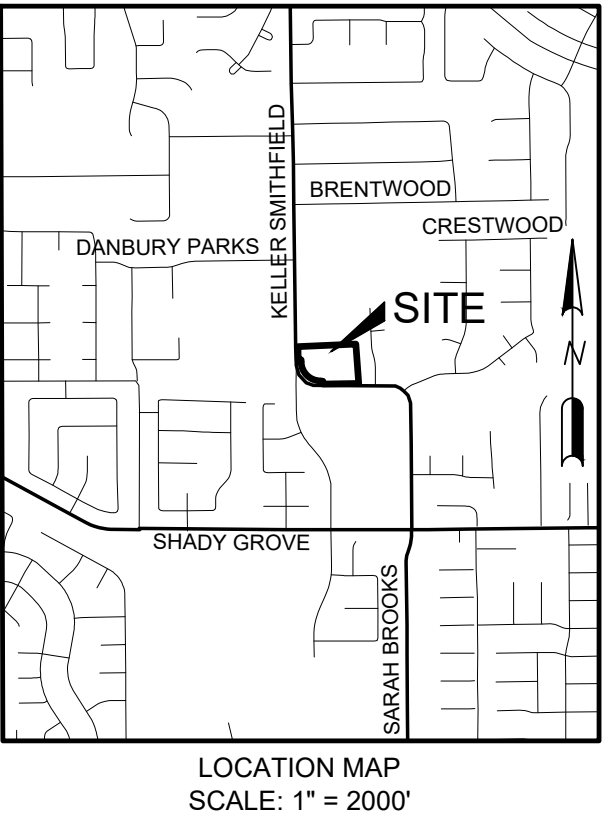 KELLER SMITHFIELD
BRENTWOOD
CRESTWOOD
DANBURY PARKS
SITE
N
SHADY GROVE
SARAH BROOKS
LOCATION MAP
SCALE: 1" = 2000'